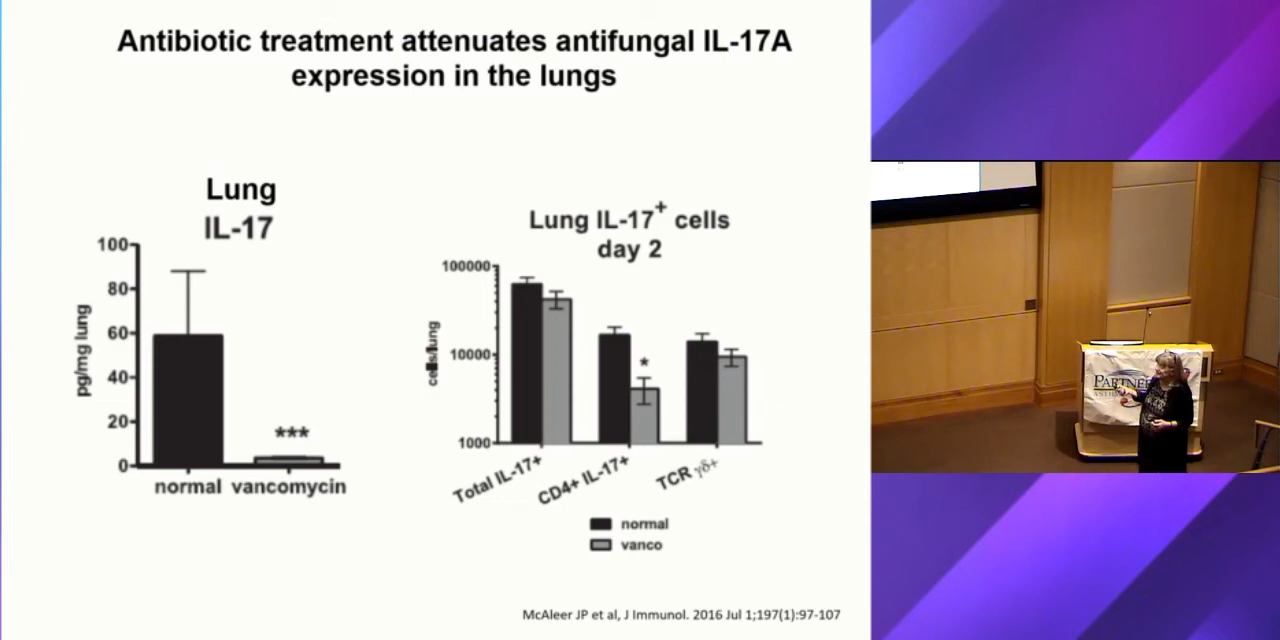 Antibiotic treatment attenuates antifungal IL-17A
expression in the lungs
Lung
IL-17
pg/mg lung
100
80
60
40
20
0
***
normal vancomycin
Lung IL-17+ cells
day 2
cells/lung
100000
10000
1000
*
Total IL-17+
CD4+ IL-17+
TCR γδ+
normal
vanco
McAleer JP et al, J Immunol. 2016 Jul 1;197(1):97-107